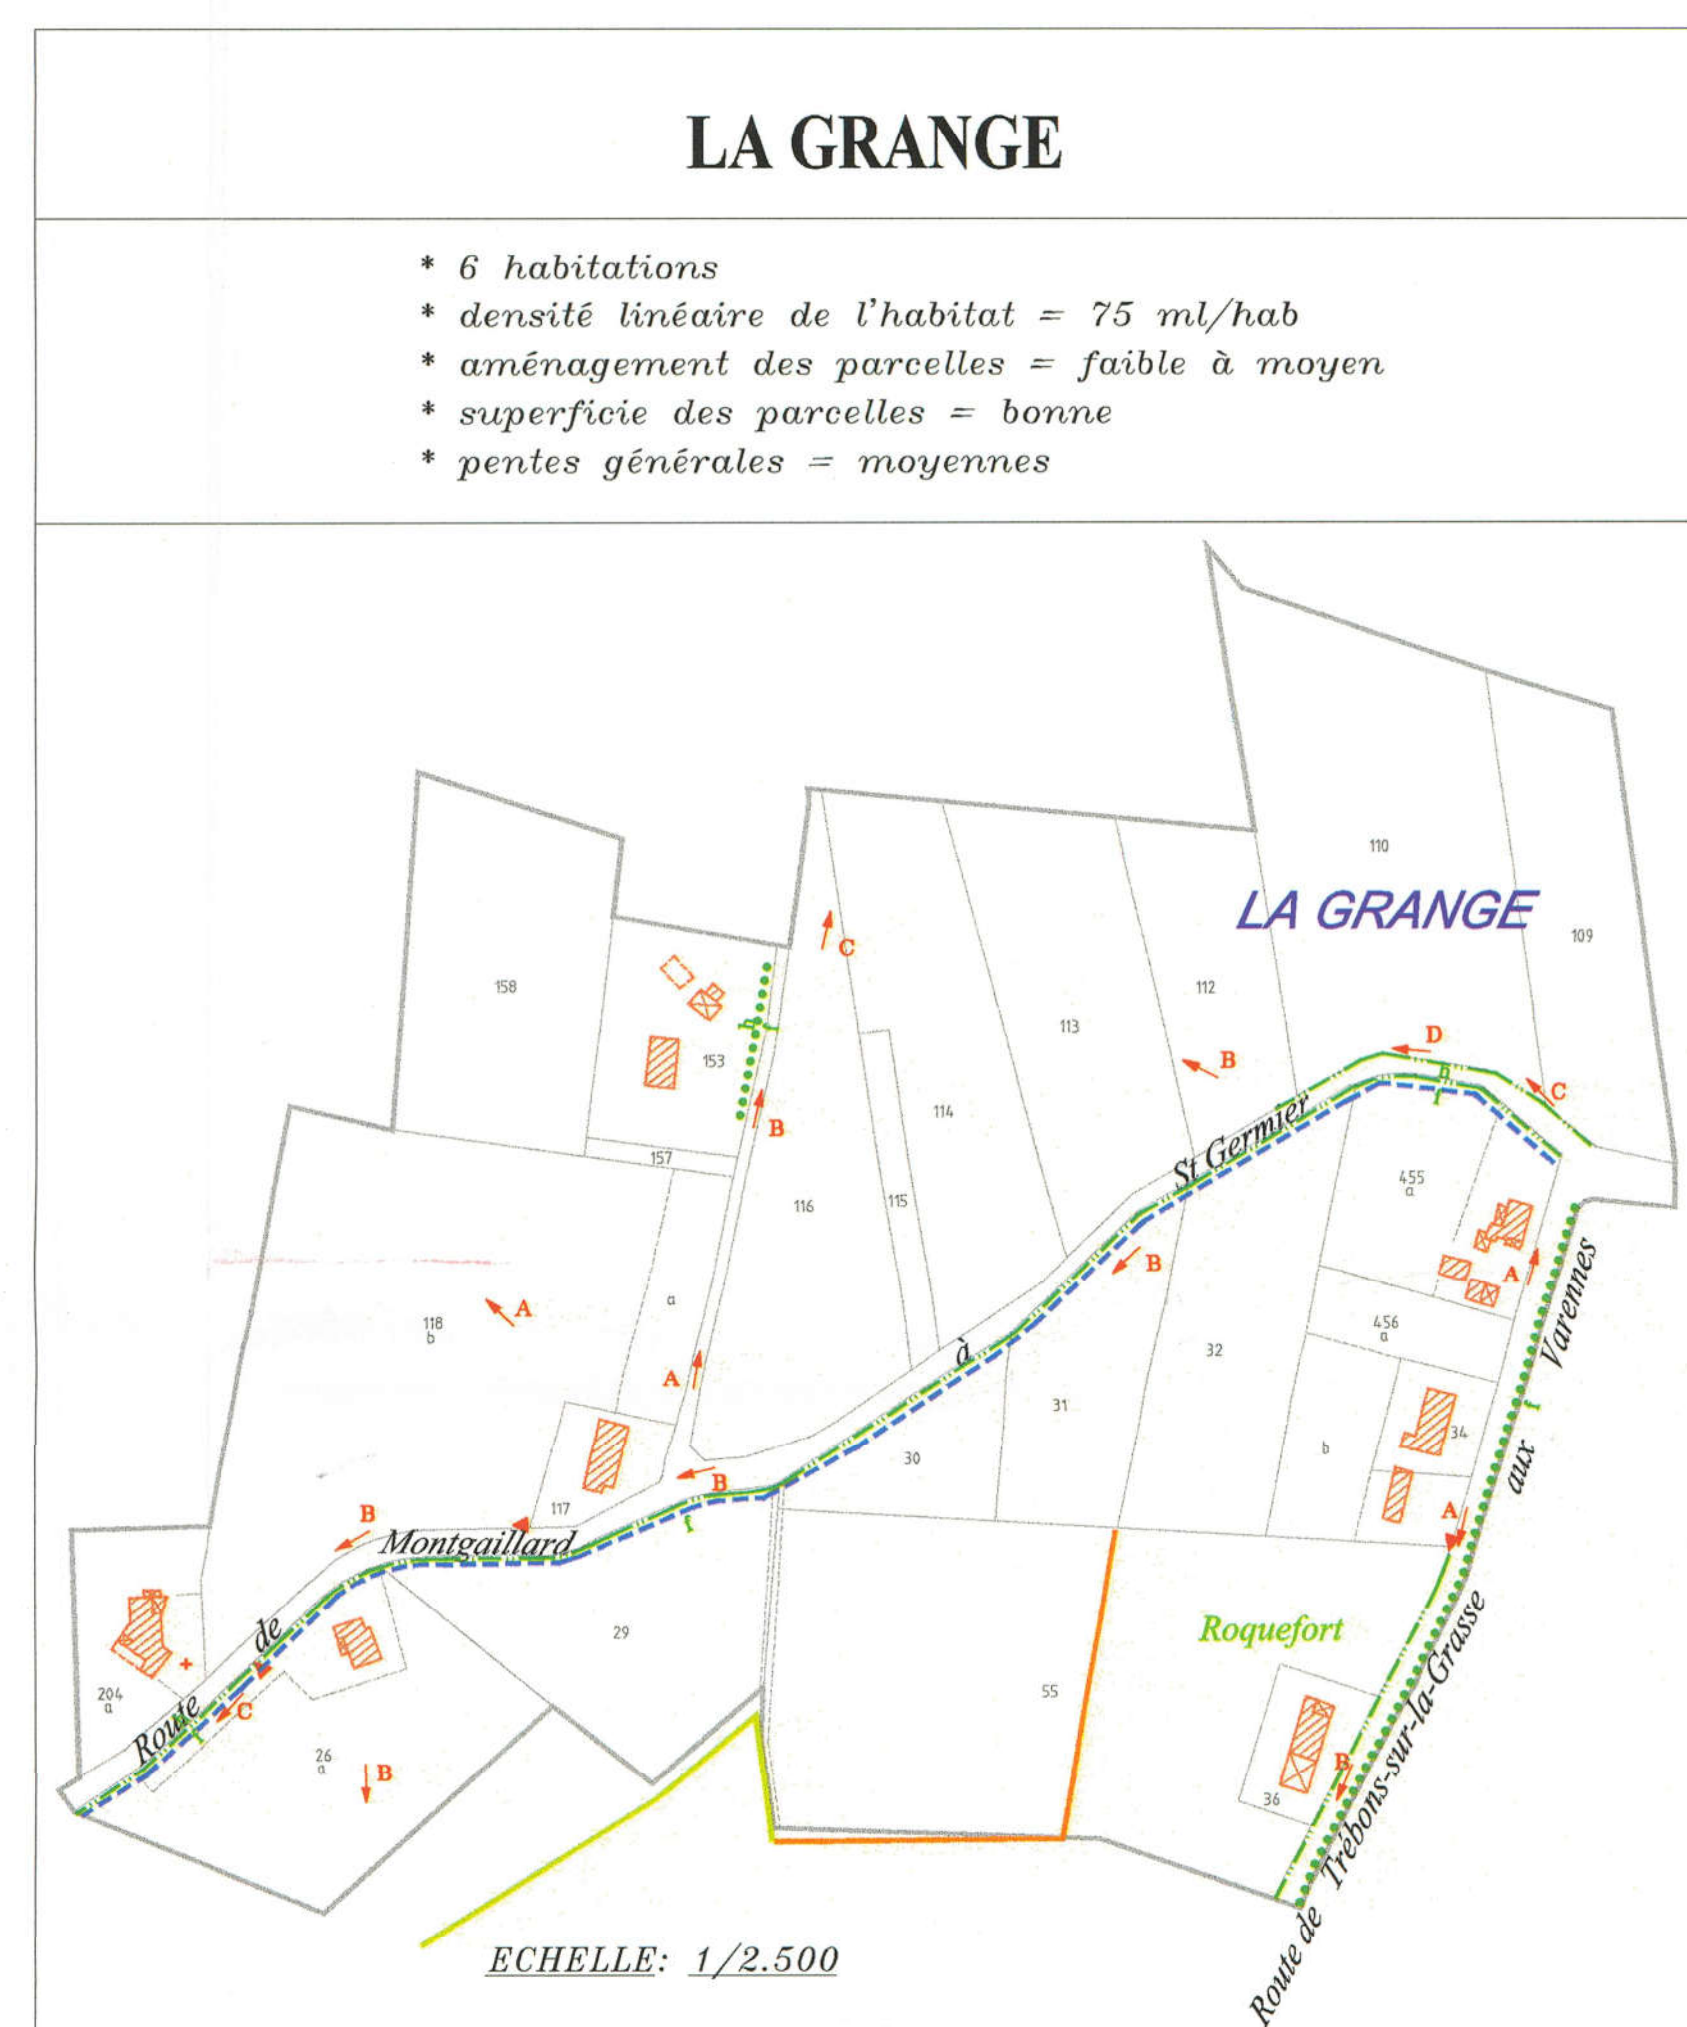 LA GRANGE
* 6 habitations
* densité linéaire de l'habitat = 75 ml/hab
* aménagement des parcelles = faible à moyen
* superficie des parcelles = bonne
* pentes générales = moyennes
110
LA GRANGE
109
C
158
112
113
h
f
153
D
B
h
f
C
114
B
157
St Germier
455
a
115
116
A
B
Varennes
a
A
118
b
456
a
32
à
A
31
f
34
b
30
aux
B
A
117
B
f
Montgaillard
Roquefort
29
de
204
a
55
Route
C
f
26
a
B
B
36
Route de Trébons-sur-la-Grasse
ECHELLE: 1/2.500